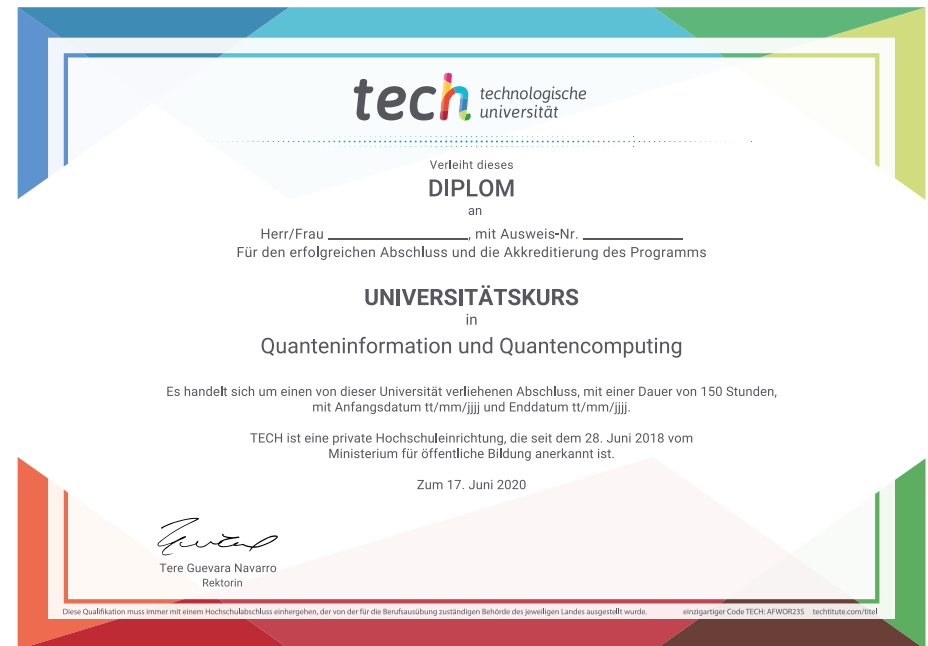 tech technologische
universität
Verleiht dieses
DIPLOM
an
Herr/Frau ____________________, mit Ausweis-Nr. ______________
Für den erfolgreichen Abschluss und die Akkreditierung des Programms
UNIVERSITÄTSKURS
in
Quanteninformation und Quantencomputing
Es handelt sich um einen von dieser Universität verliehenen Abschluss, mit einer Dauer von 150 Stunden,
mit Anfangsdatum tt/mm/jjjj und Enddatum tt/mm/jjjj.
TECH ist eine private Hochschuleinrichtung, die seit dem 28. Juni 2018 vom
Ministerium für öffentliche Bildung anerkannt ist.
Zum 17. Juni 2020
Tere Guevara Navarro
Rektorin
Diese Qualifikation muss immer mit einem Hochschulabschluss einhergehen, der von der für die Berufsausübung zuständigen Behörde des jeweiligen Landes ausgestellt wurde. einzigartiger Code TECH: AFWOR23S techtitute.com/titel